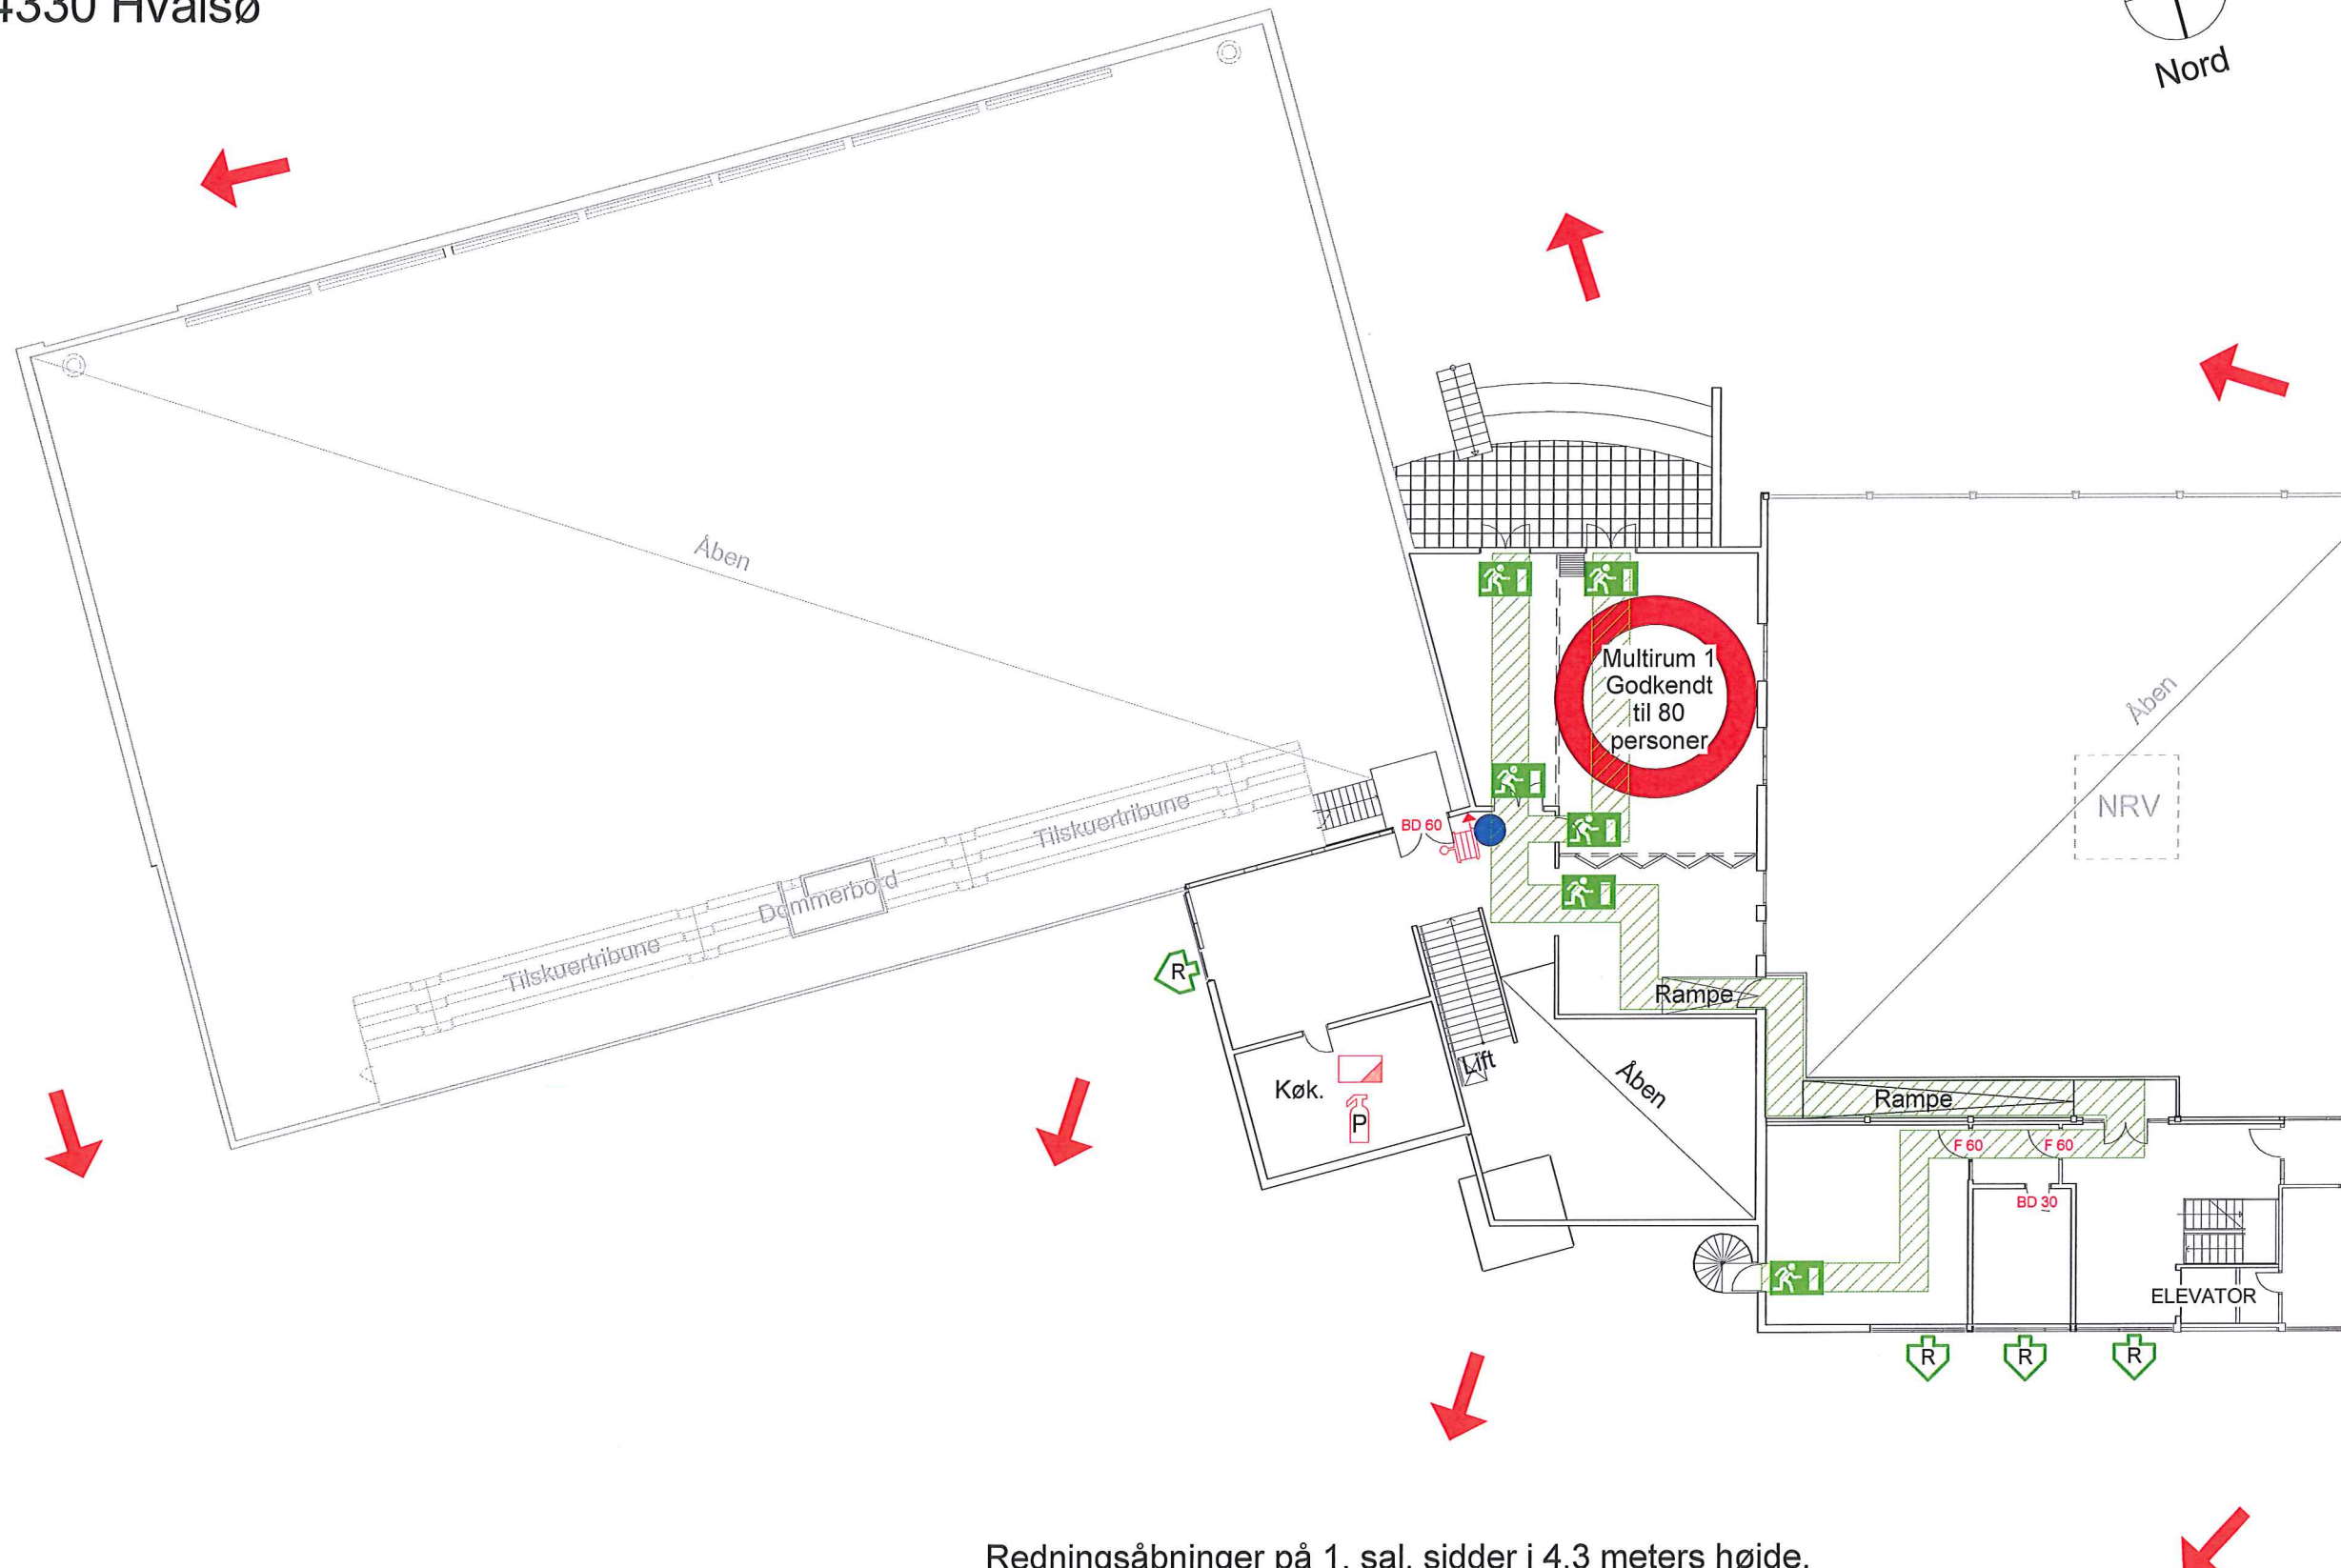 4330 Hvalsø
Nord
Åben
Multirum 1
Godkendt
til 80
personer
Åben
NRV
BD 60
Tilskuertribune
Dommerbord
Tilskuertribune
R
Rampe
Lift
Køk.
P
Åben
Rampe
F 60
F 60
BD 30
ELEVATOR
R
R
R
Redningsåbninger på 1. sal, sidder i 4,3 meters højde.